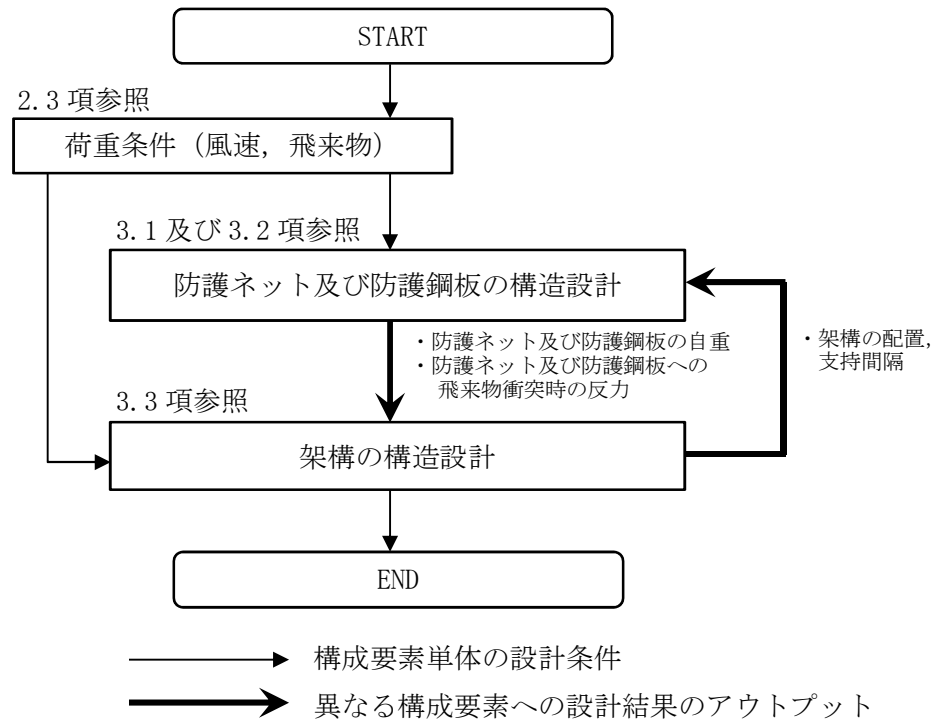 START
2.3 項参照
荷重条件（風速，飛来物）
3.1 及び 3.2 項参照
防護ネット及び防護鋼板の構造設計
・防護ネット及び防護鋼板の自重
・防護ネット及び防護鋼板への
飛来物衝突時の反力
・架構の配置，
支持間隔
3.3 項参照
架構の構造設計
END
構成要素単体の設計条件
異なる構成要素への設計結果のアウトプット